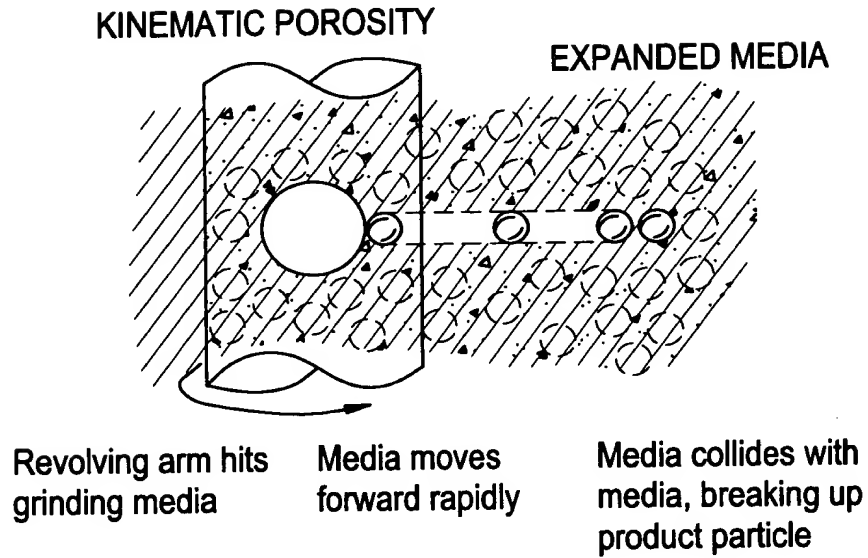 KINEMATIC POROSITY
EXPANDED MEDIA
Revolving arm hits
grinding media
Media moves
forward rapidly
Media collides with
media, breaking up
product particle